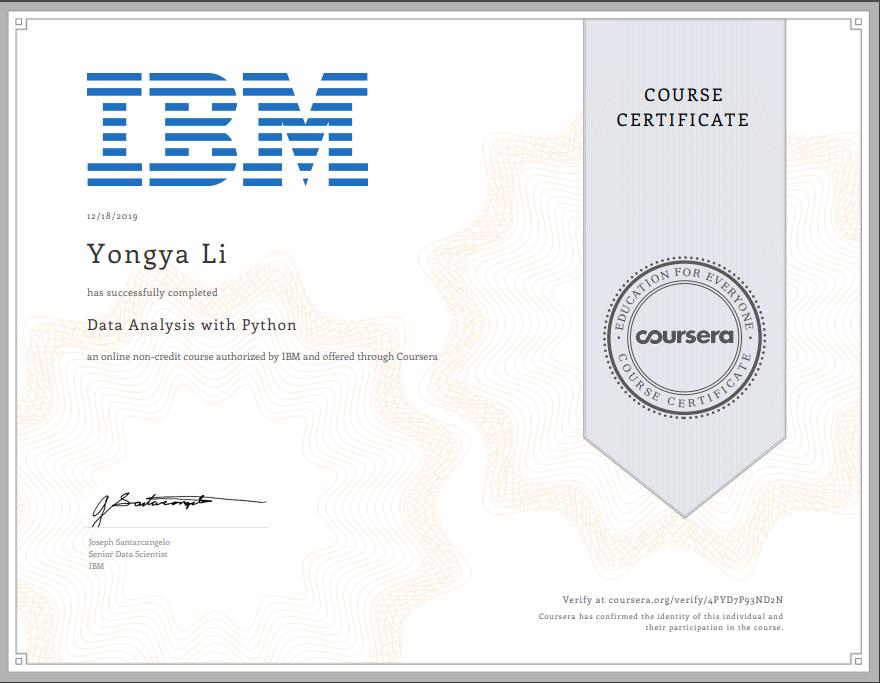 IBM
12/18/2019
Yongya Li
has successfully completed
Data Analysis with Python
an online non-credit course authorized by IBM and offered through Coursera
J Santarcangelo
Joseph Santarcangelo
Senior Data Scientist
IBM
COURSE
CERTIFICATE
EDUCATION FOR EVERYONE
coursera
COURSE CERTIFICATE
Verify at coursera.org/verify/4PYD7P93ND2N
Coursera has confirmed the identity of this individual and
their participation in the course.